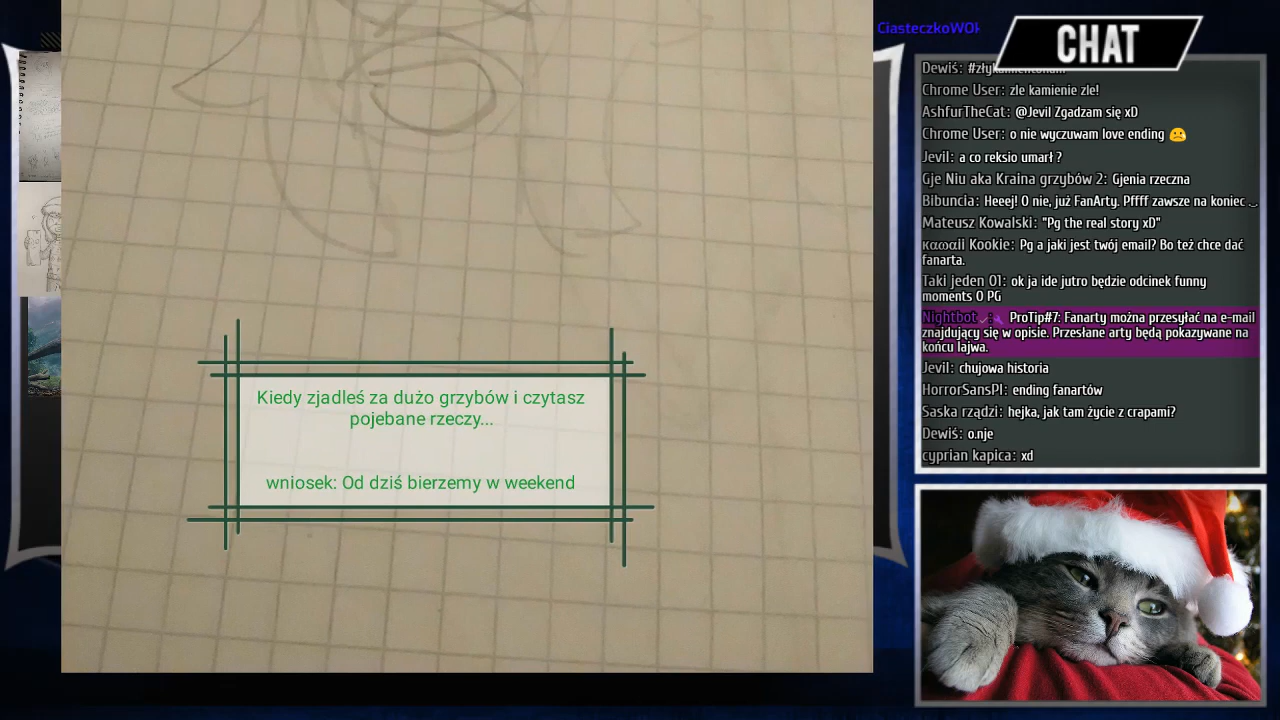 CiasteczkoWO
CHAT
Dewiś: #złykamieńconam
Chrome User: zle kamienie zle!
AshfurTheCat: @Jevil Zgadzam się xD
Chrome User: o nie wyczuwam love ending 🙁
Jevil: a co reksio umarł ?
Gje Niu aka Kraina grzybów 2: Gjenia rzeczna
Bibuncia: Heeej! O nie, już FanArty. Pffff zawsze na koniec ._.
Mateusz Kowalski: "Pg the real story xD"
καωαii Kookie: Pg a jaki jest twój email? Bo też chce dać
fanarta.
Taki jeden 01: ok ja ide jutro będzie odcinek funny
moments O PG
Nightbot: ProTip#7: Fanarty można przesyłać na e-mail
znajdujący się w opisie. Przesłane arty będą pokazywane na
końcu lajwa.
Jevil: chujowa historia
HorrorSansPl: ending fanartów
Saska rządzi: hejka, jak tam życie z crapami?
Dewiś: o.nje
cyprian kapica: xd
Kiedy zjadleś za dużo grzybów i czytasz
pojebane rzeczy...
wniosek: Od dziś bierzemy w weekend